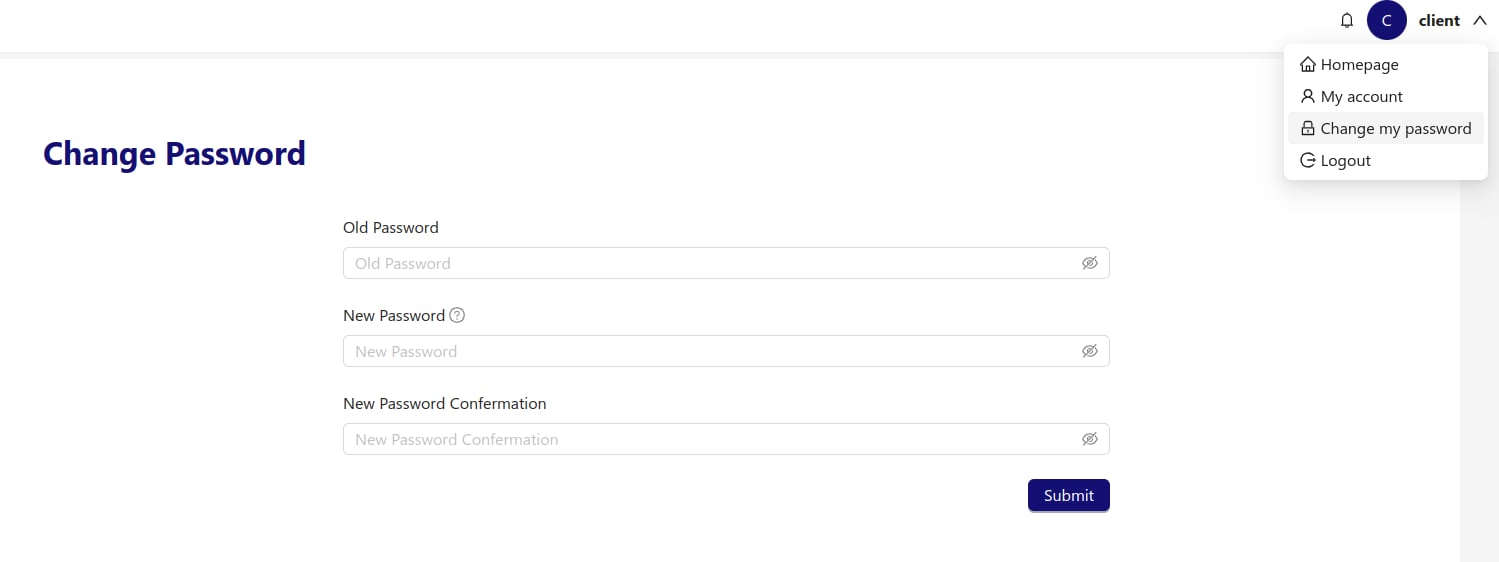 C client
Homepage
My account
Change my password
Logout
Change Password
Old Password
Old Password
New Password
New Password
New Password Confermation
New Password Confermation
Submit